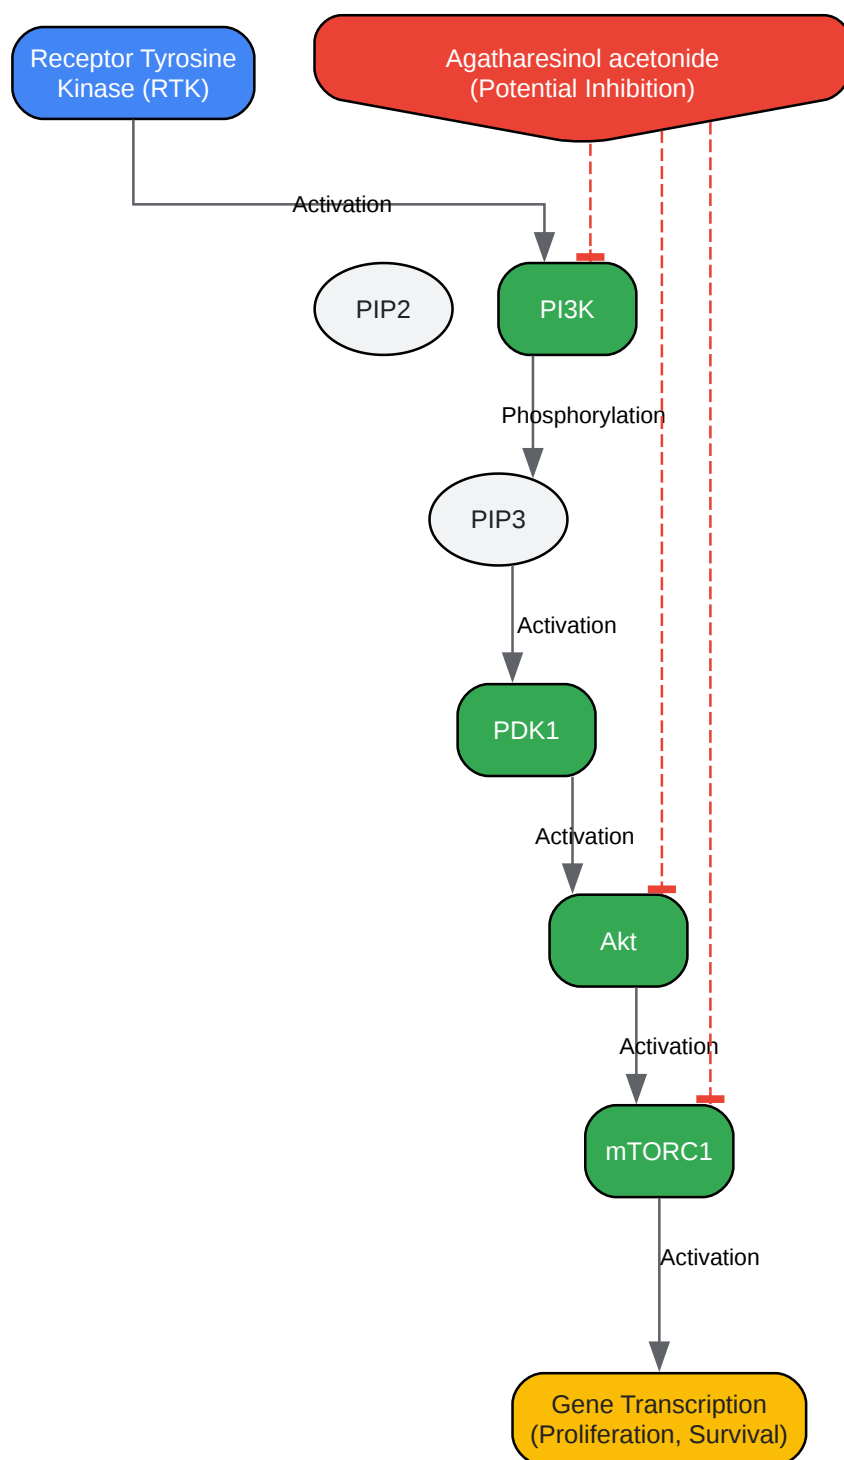 Receptor Tyrosine
Kinase (RTK)
Agatharesinol acetonide
(Potential Inhibition)
Activation
PIP2
PI3K
Phosphorylation
PIP3
Activation
PDK1
Activation
Akt
Activation
mTORC1
Activation
Gene Transcription
(Proliferation, Survival)